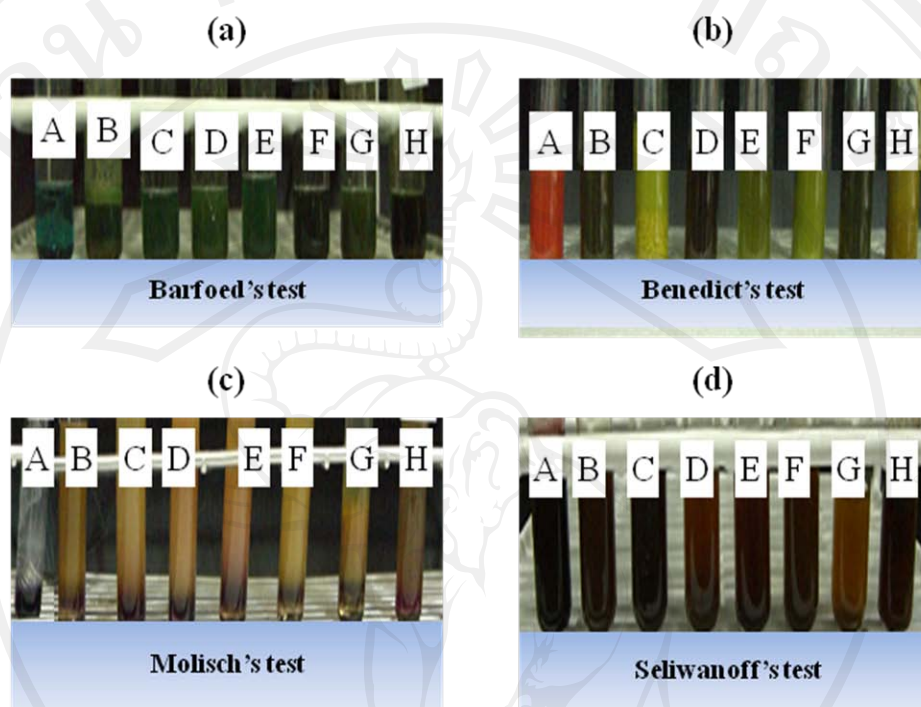 (a)
A B C D E F G H
Barfoed's test
(b)
A B C D E F G H
Benedict's test
(c)
A B C D E F G H
Molisch's test
(d)
A B C D E F G H
Seliwanoff's test